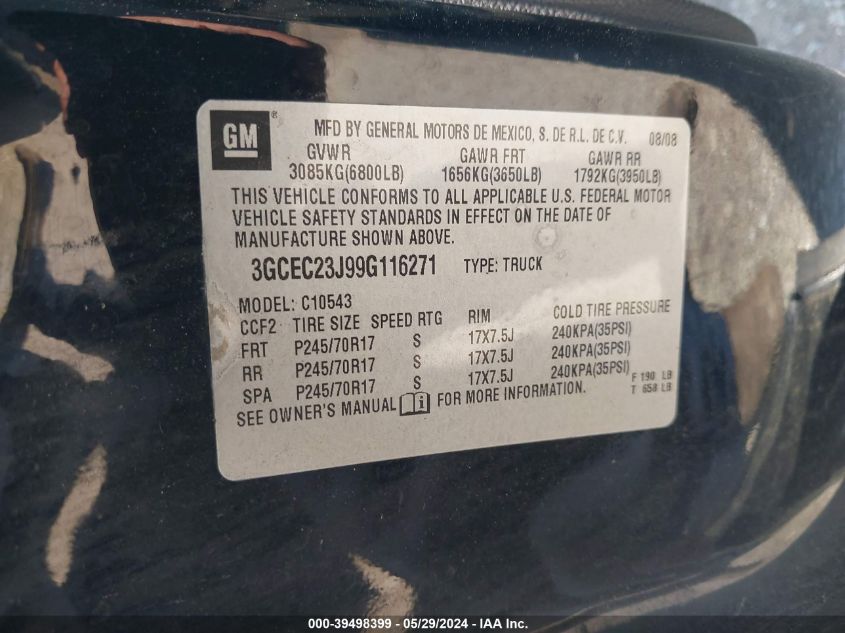 GM ®
MFD BY GENERAL MOTORS DE MEXICO, S. DE R.L. DE C.V. 08/08
GVWR GAWR FRT GAWR RR
3085KG(6800LB) 1656KG(3650LB) 1792KG(3950LB)
THIS VEHICLE CONFORMS TO ALL APPLICABLE U.S. FEDERAL MOTOR
VEHICLE SAFETY STANDARDS IN EFFECT ON THE DATE OF
MANUFACTURE SHOWN ABOVE.
3GCEC23J99G116271 TYPE: TRUCK
MODEL: C10543
CCF2 TIRE SIZE SPEED RTG RIM COLD TIRE PRESSURE
FRT P245/70R17 S 17X7.5J 240KPA(35PSI)
RR P245/70R17 S 17X7.5J 240KPA(35PSI)
SPA P245/70R17 S 17X7.5J 240KPA(35PSI)
SEE OWNER'S MANUAL i FOR MORE INFORMATION.
F 190 LB
T 658 LB
000-39498399 - 05/29/2024 - IAA Inc.